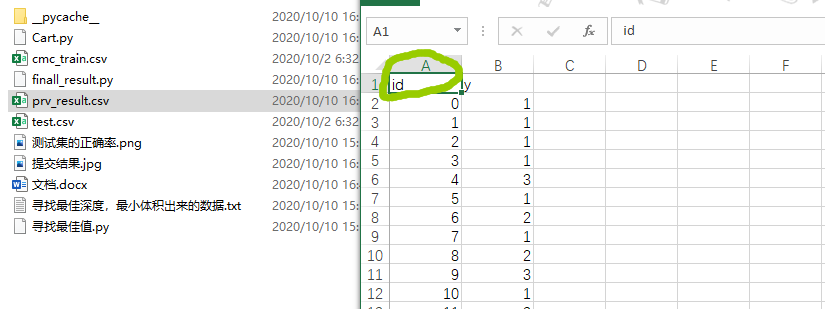 __pycache__ 2020/10/10 16:
Cart.py 2020/10/10 16:
cmc_train.csv 2020/10/2 6:32
finall_result.py 2020/10/10 16:
prv_result.csv 2020/10/10 16:
test.csv 2020/10/2 6:32
测试集的正确率.png 2020/10/10 15:
提交结果.jpg 2020/10/10 16:
文档.docx 2020/10/10 16:
寻找最佳深度，最小体积出来的数据.txt 2020/10/10 15:
寻找最佳值.py 2020/10/10 15:
A1 fx id
A B C D E F
1 id y
2 0 1
3 1 1
4 2 1
5 3 1
6 4 3
7 5 1
8 6 2
9 7 1
10 8 2
11 9 3
12 10 1